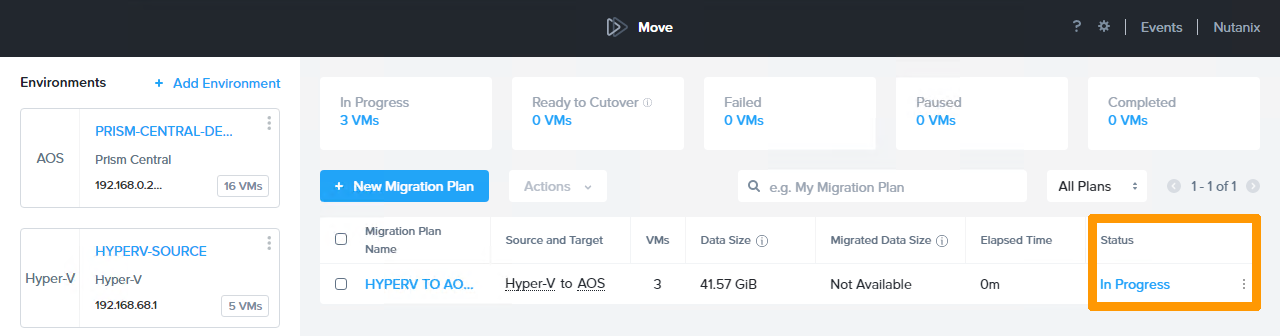 Move
?
Events
Nutanix
Environments
+ Add Environment
AOS
PRISM-CENTRAL-DE...
Prism Central
192.168.0.2...
16 VMs
Hyper-V
HYPERV-SOURCE
Hyper-V
192.168.68.1
5 VMs
In Progress
3 VMs
Ready to Cutover
0 VMs
Failed
0 VMs
Paused
0 VMs
Completed
0 VMs
+ New Migration Plan
Actions
e.g. My Migration Plan
All Plans
1 - 1 of 1
Migration Plan
Name
Source and Target
VMs
Data Size
Migrated Data Size
Elapsed Time
Status
HYPERV TO AO...
Hyper-V to AOS
3
41.57 GiB
Not Available
0m
In Progress